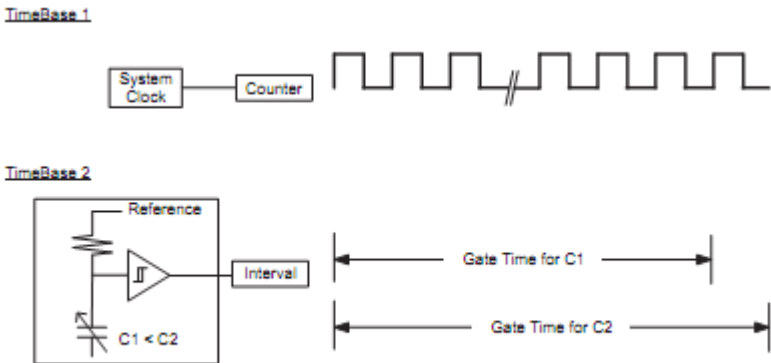 TimeBase 1
System
Clock
Counter
TimeBase 2
Reference
Interval
C1 < C2
Gate Time for C1
Gate Time for C2